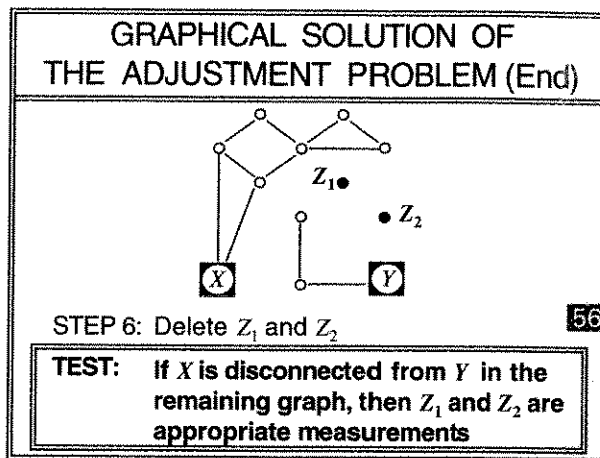 GRAPHICAL SOLUTION OF
THE ADJUSTMENT PROBLEM (End)
Z₁
Z₂
X
Y
STEP 6: Delete Z₁ and Z₂
56
TEST: If X is disconnected from Y in the
remaining graph, then Z₁ and Z₂ are
appropriate measurements